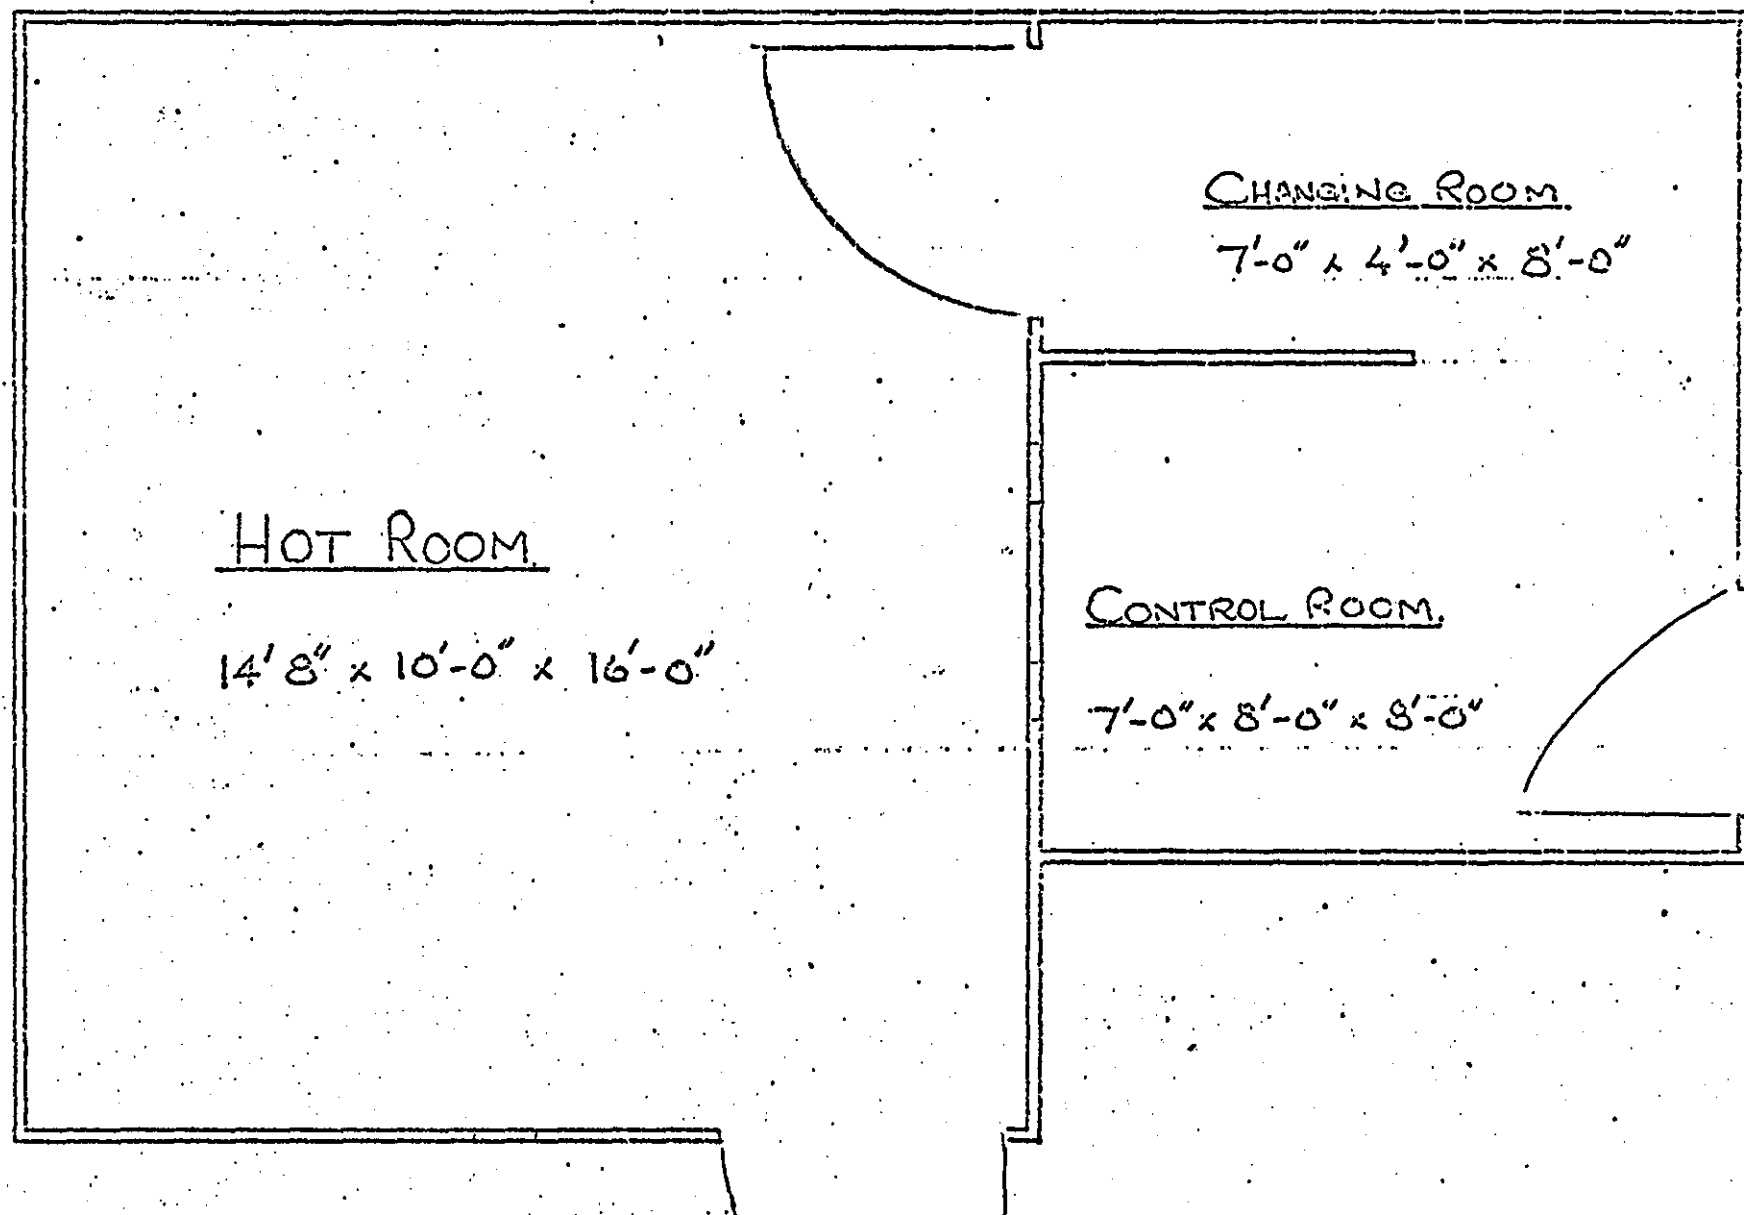 CHANGING ROOM.
7'-0" x 4'-0" x 8'-0"
HOT ROOM.
14' 8" x 10'-0" x 16'-0"
CONTROL ROOM.
7'-0" x 8'-0" x 8'-0"